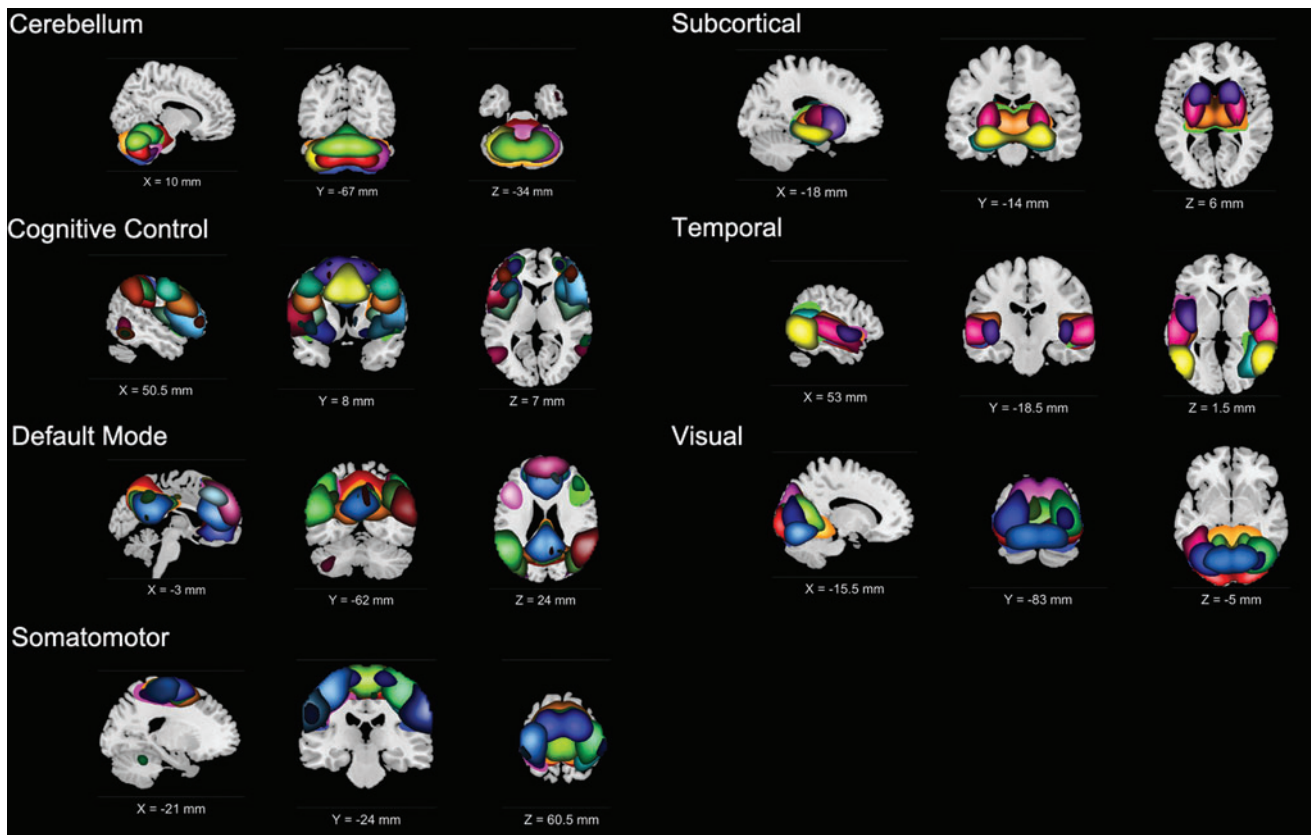 Cerebellum
X = 10 mm
Y = -67 mm
Z = -34 mm
Subcortical
X = -18 mm
Y = -14 mm
Z = 6 mm
Cognitive Control
X = 50.5 mm
Y = 8 mm
Z = 7 mm
Temporal
X = 53 mm
Y = -18.5 mm
Z = 1.5 mm
Default Mode
X = -3 mm
Y = -62 mm
Z = 24 mm
Visual
X = -15.5 mm
Y = -83 mm
Z = -5 mm
Somatomotor
X = -21 mm
Y = -24 mm
Z = 60.5 mm